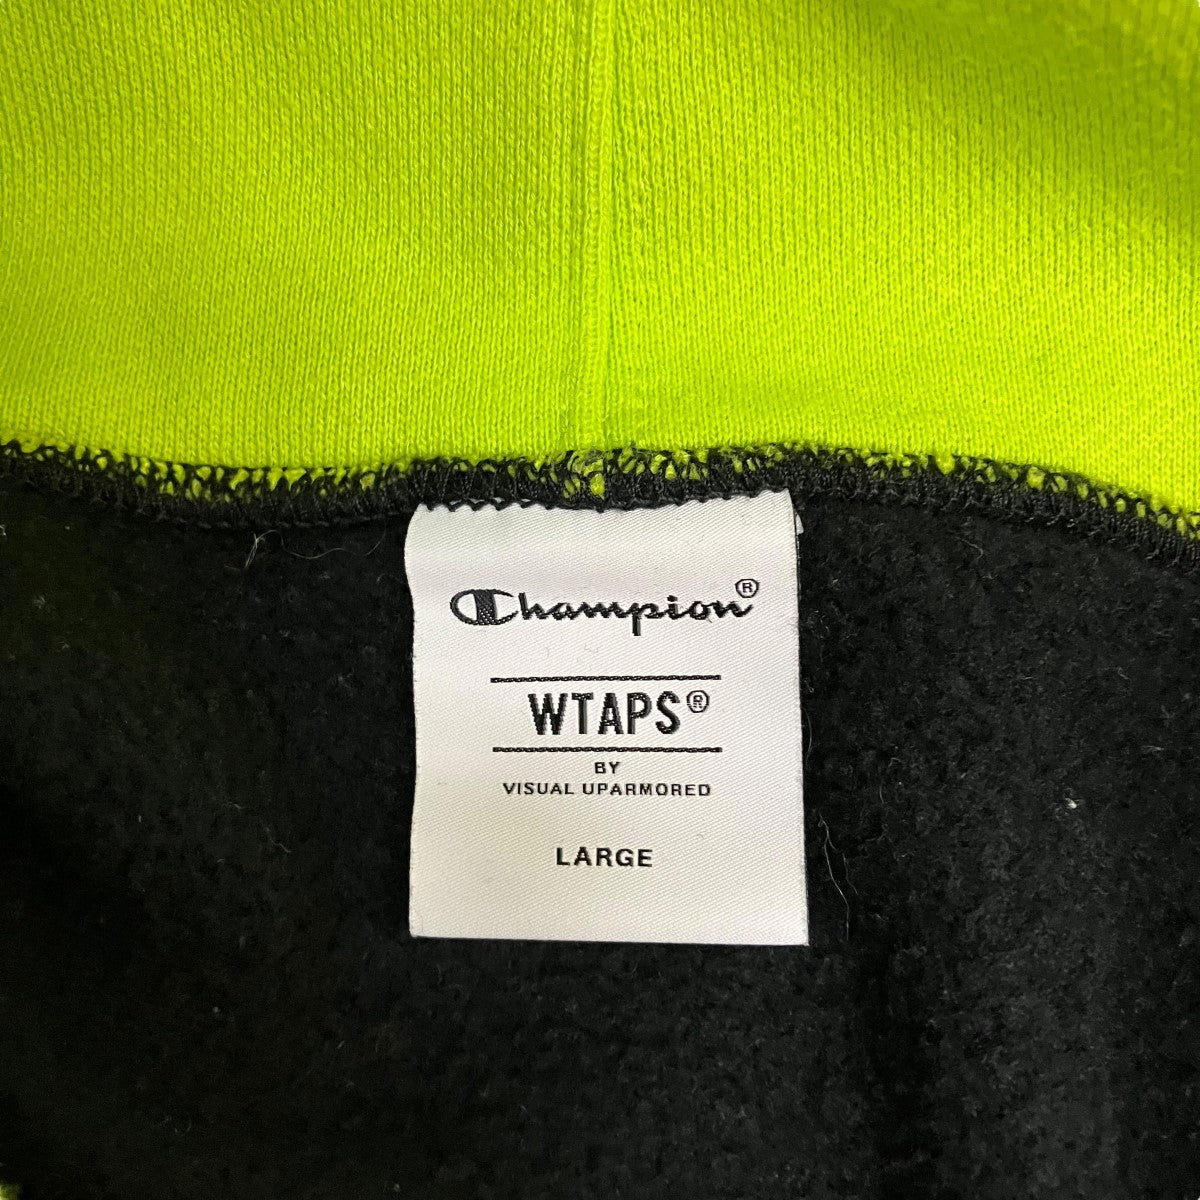 Champion®
WTAPS®
BY
VISUAL UPARMORED
LARGE